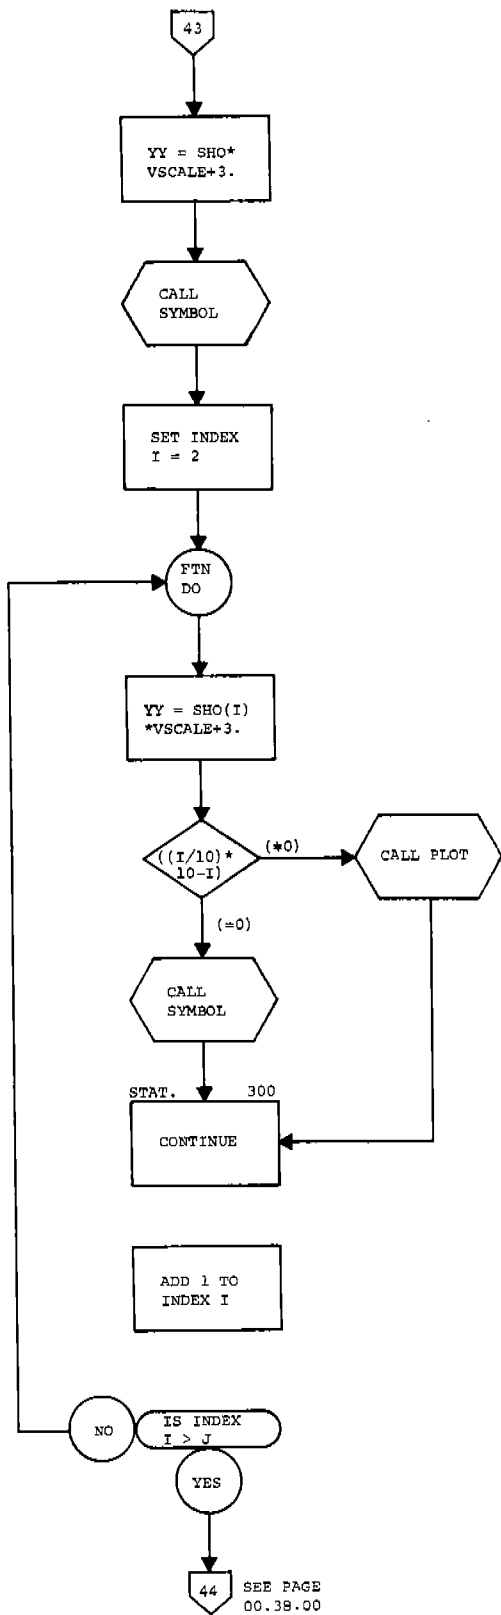 43
YY = SHO*
VSCALE+3.
CALL
SYMBOL
SET INDEX
I = 2
FTN
DO
YY = SHO(I)
*VSCALE+3.
((I/10)*
10-I)
(≠0)
CALL PLOT
(=0)
CALL
SYMBOL
STAT. 300
CONTINUE
ADD 1 TO
INDEX I
NO
IS INDEX
I > J
YES
44
SEE PAGE
00.38.00